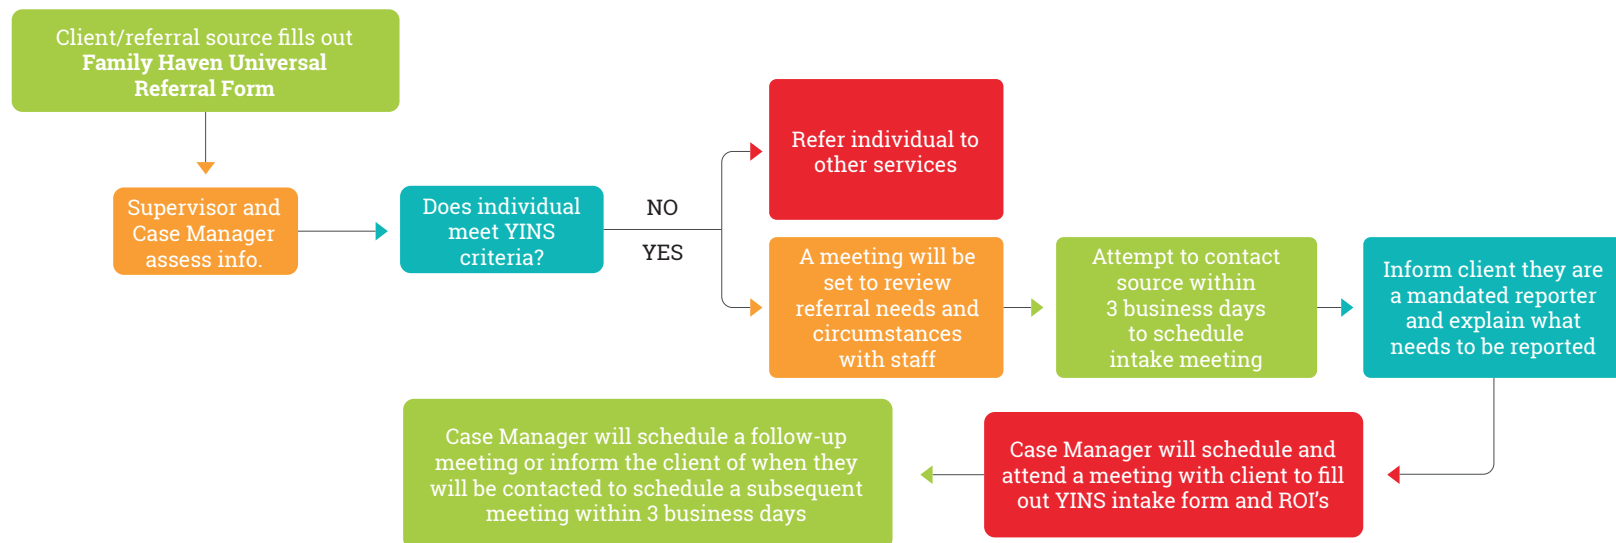 Client/referral source fills out
Family Haven Universal
Referral Form
Supervisor and
Case Manager
assess info.
Does individual
meet YINS
criteria?
NO
YES
Refer individual to
other services
A meeting will be
set to review
referral needs and
circumstances
with staff
Attempt to contact
source within
3 business days
to schedule
intake meeting
Inform client they are
a mandated reporter
and explain what
needs to be reported
Case Manager will schedule and
attend a meeting with client to fill
out YINS intake form and ROI’s
Case Manager will schedule a follow-up
meeting or inform the client of when they
will be contacted to schedule a subsequent
meeting within 3 business days